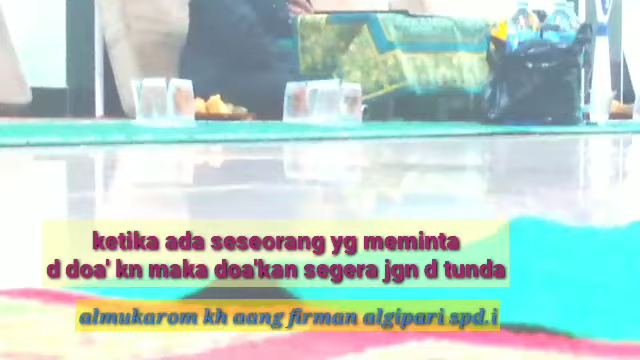 ketika ada seseorang yg meminta
d doa' kn maka doa'kan segera jgn d tunda
almukarom kh aang firman algipari spd.i